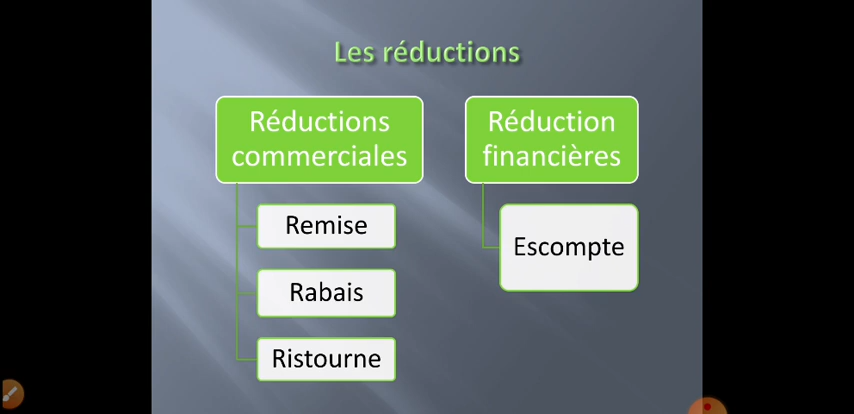 Les réductions
Réductions
commerciales
Remise
Rabais
Ristourne
Réduction
financières
Escompte